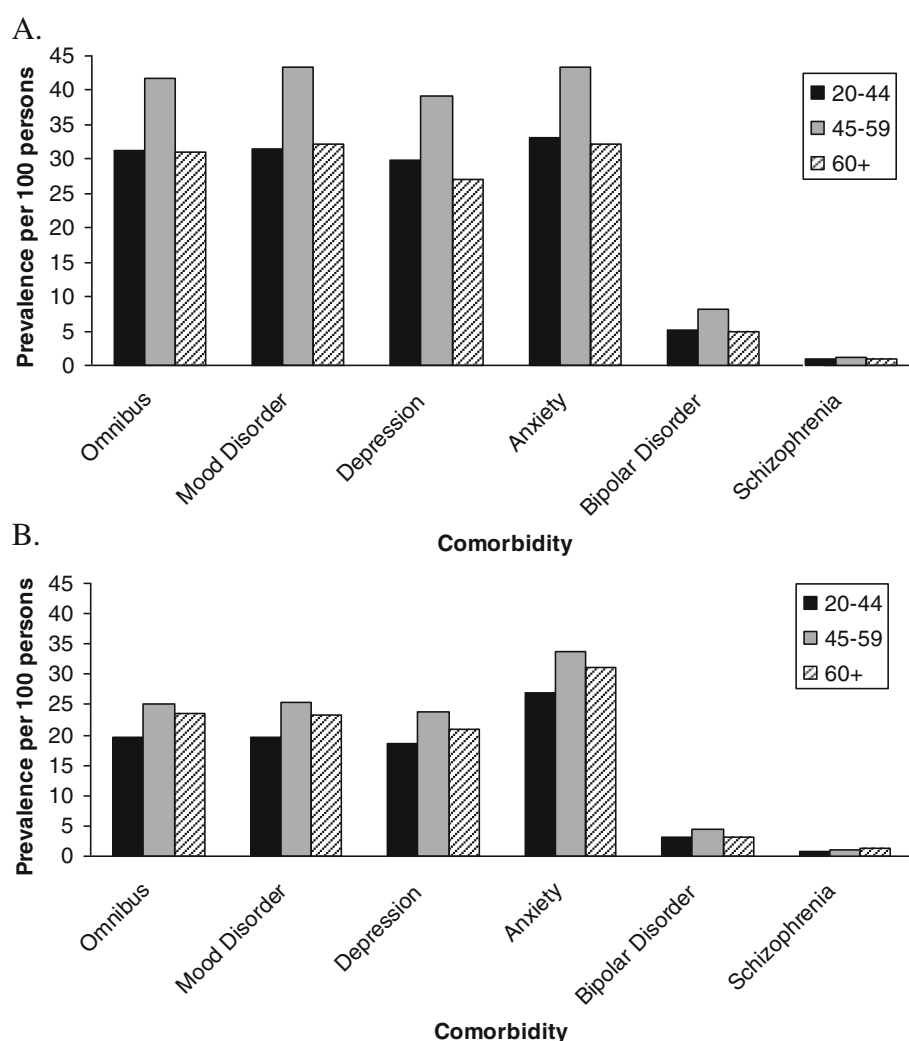 A.
Prevalence per 100 persons
45
40
35
30
25
20
15
10
5
0
20-44
45-59
60+
Omnibus
Mood Disorder
Depression
Anxiety
Bipolar Disorder
Schizophrenia
Comorbidity
B.
Prevalence per 100 persons
45
40
35
30
25
20
15
10
5
0
20-44
45-59
60+
Omnibus
Mood Disorder
Depression
Anxiety
Bipolar Disorder
Schizophrenia
Comorbidity